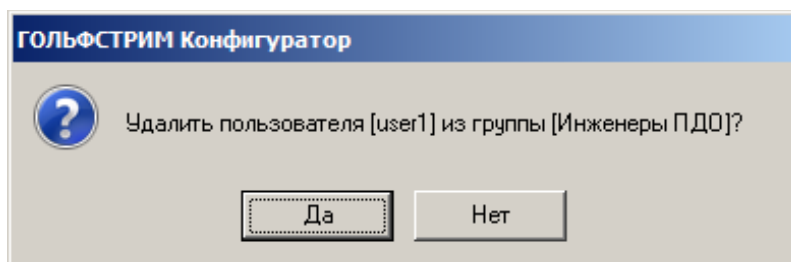 ГОЛЬФСТРИМ Конфигуратор
Удалить пользователя [user1] из группы [Инженеры ПДО]?
Да
Нет